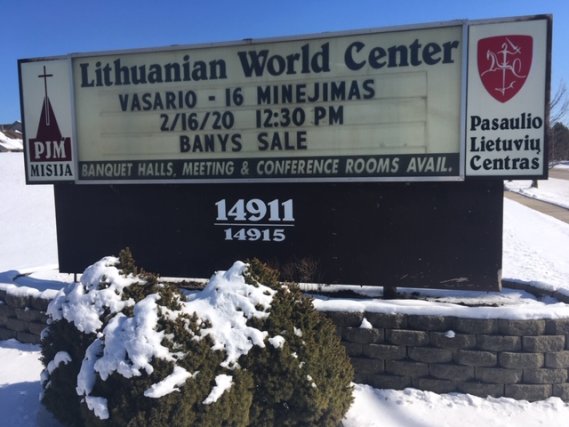 Lithuanian World Center
VASARIO - 16 MINEJIMAS
2/16/20 12:30 PM
BANYS SALE
BANQUET HALLS, MEETING & CONFERENCE ROOMS AVAIL.
PJM
MISIJA
Pasaulio
Lietuvių
Centras
14911
14915